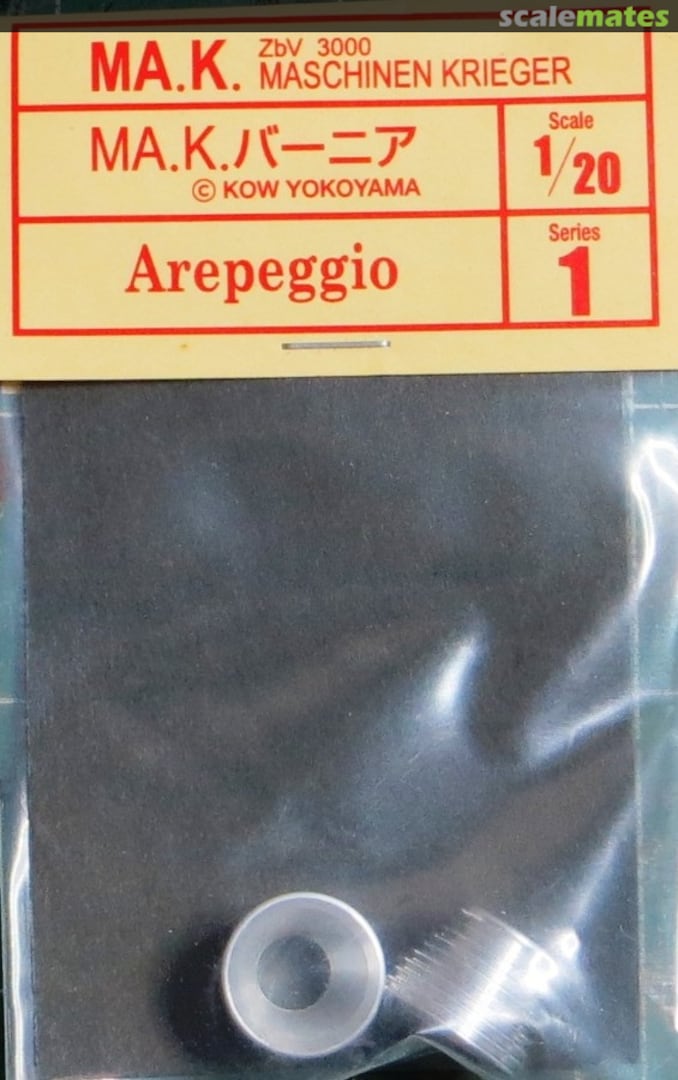 scalemates
MA.K. ZbV 3000
MASCHINEN KRIEGER
MA.K.バーニア
© KOW YOKOYAMA
Scale
1/20
Arepeggio
Series
1